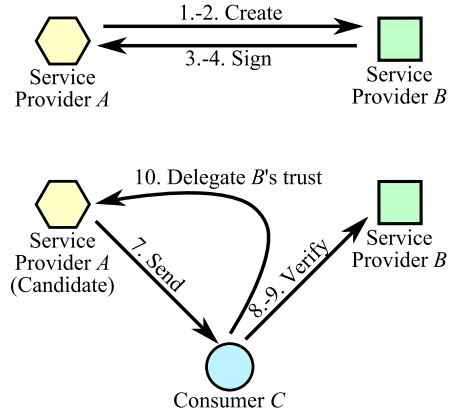 1.-2. Create
3.-4. Sign
Service
Provider A
Service
Provider B
10. Delegate B's trust
Service
Provider A
(Candidate)
7. Send
8.-9. Verify
Service
Provider B
Consumer C